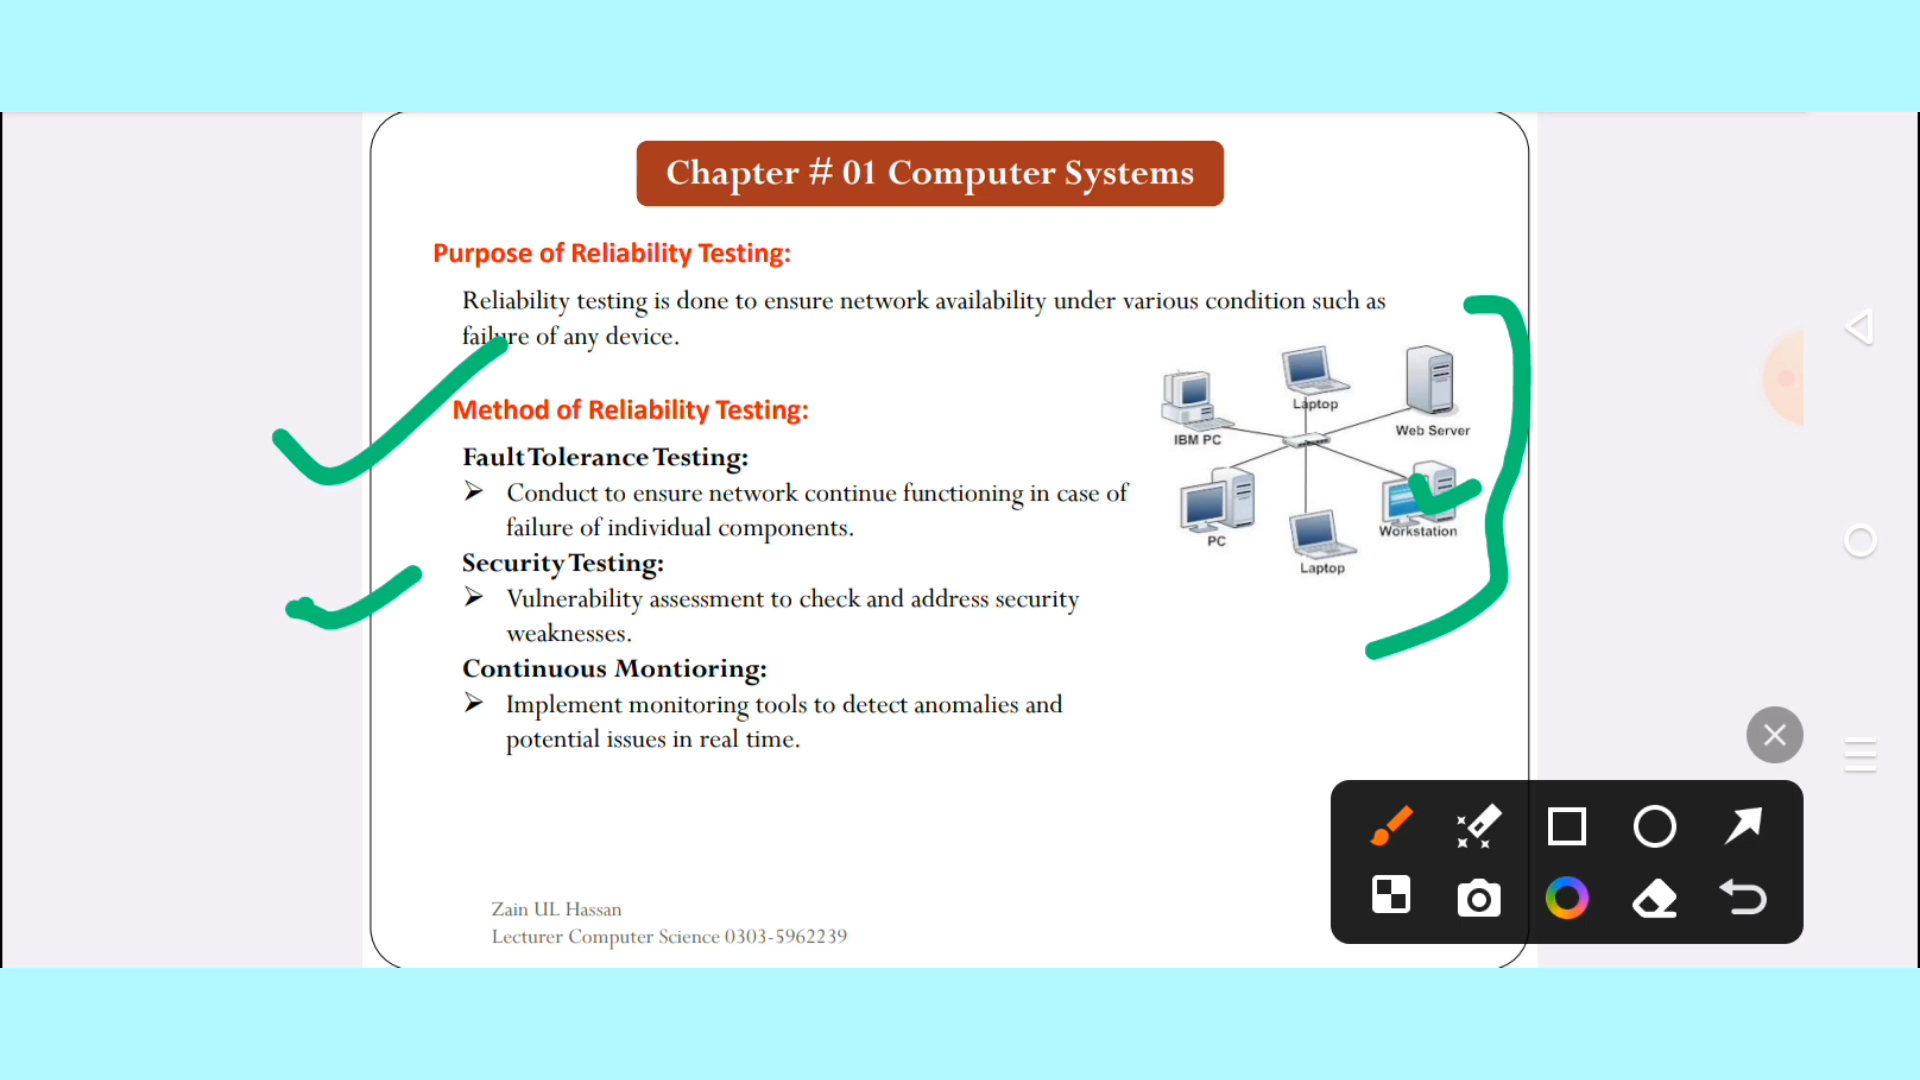 Chapter # 01 Computer Systems
Purpose of Reliability Testing:
Reliability testing is done to ensure network availability under various condition such as
failure of any device.
Method of Reliability Testing:
Fault Tolerance Testing:
➢ Conduct to ensure network continue functioning in case of
failure of individual components.
Security Testing:
➢ Vulnerability assessment to check and address security
weaknesses.
Continuous Montioring:
➢ Implement monitoring tools to detect anomalies and
potential issues in real time.
Laptop
IBM PC
Web Server
PC
Workstation
Laptop
Zain UL Hassan
Lecturer Computer Science 0303-5962239